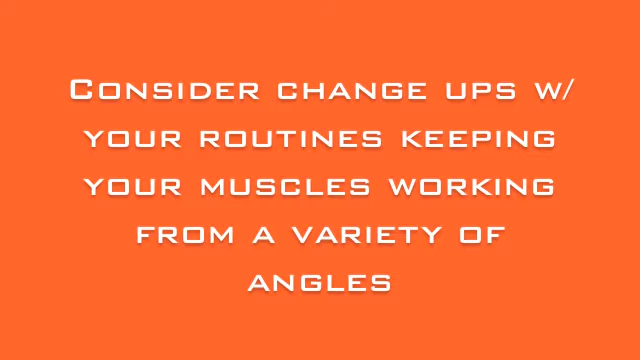 Consider change ups w/
your routines keeping
your muscles working
from a variety of
angles